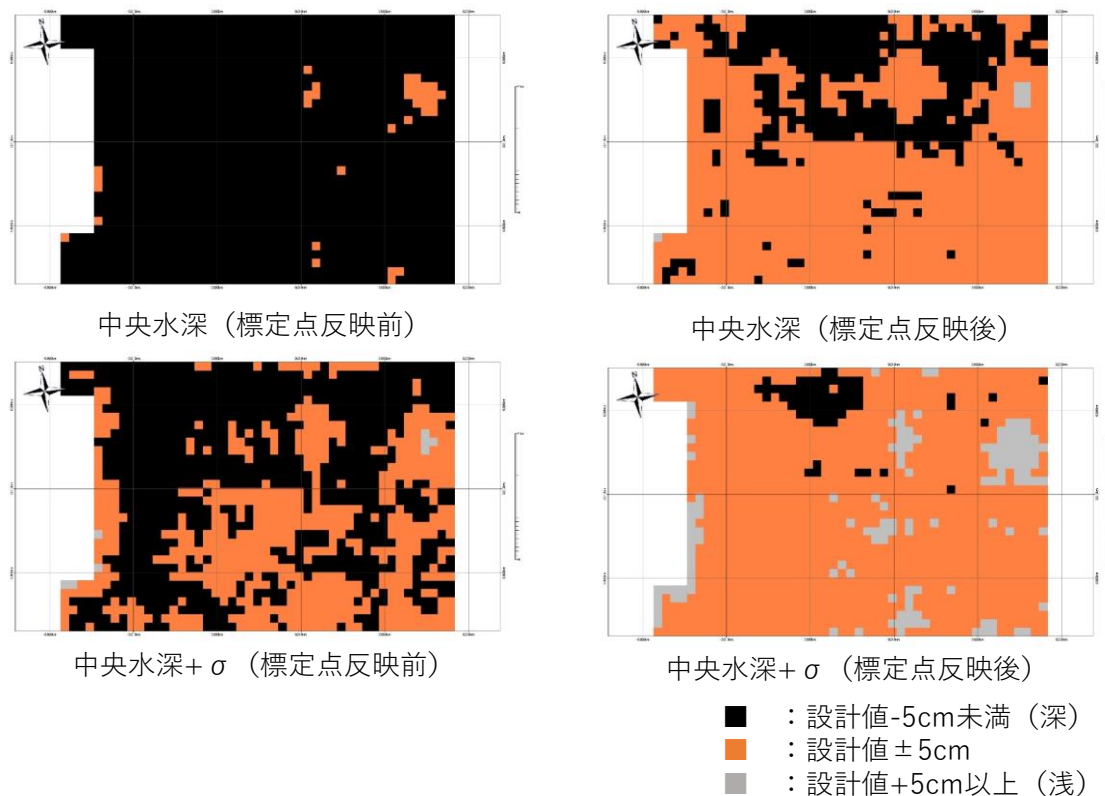 中央水深（標定点反映前）
中央水深（標定点反映後）
中央水深+ σ （標定点反映前）
中央水深+ σ （標定点反映後）
■ ：設計値-5cm未満（深）
■ ：設計値±5cm
■ ：設計値+5cm以上（浅）